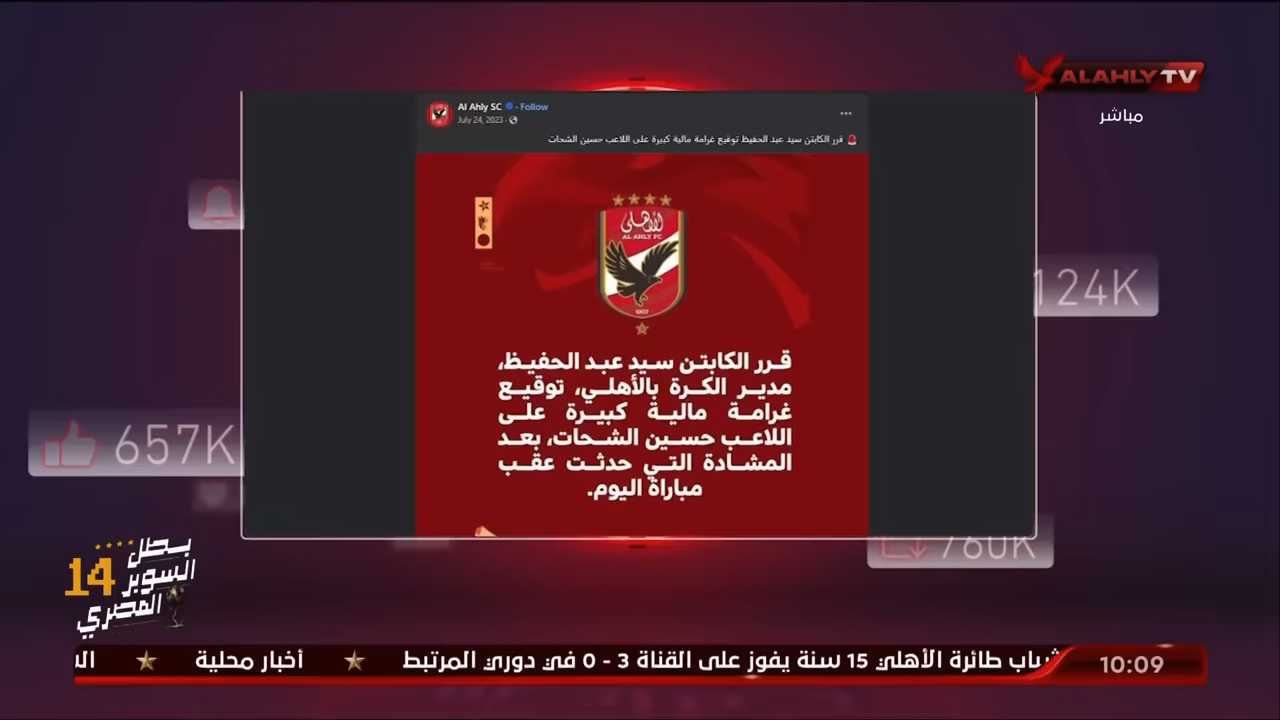 ALAHLY TV
مباشر
Al Ahly SC · Follow
July 24, 2023 ·
قرر الكابتن سيد عبد الحفيظ توقيع غرامة مالية كبيرة على اللاعب حسين الشحات
الأهلي
AL AHLY FC
1907
قرر الكابتن سيد عبد الحفيظ،
مدير الكرة بالأهلي، توقيع
غرامة مالية كبيرة على
اللاعب حسين الشحات، بعد
المشادة التي حدثت عقب
مباراة اليوم.
124K
657K
760K
بطل
السوبر 14
المصري
شباب طائرة الأهلي 15 سنة يفوز على القناة 3 - 0 في دوري المرتبط
أخبار محلية
10:09